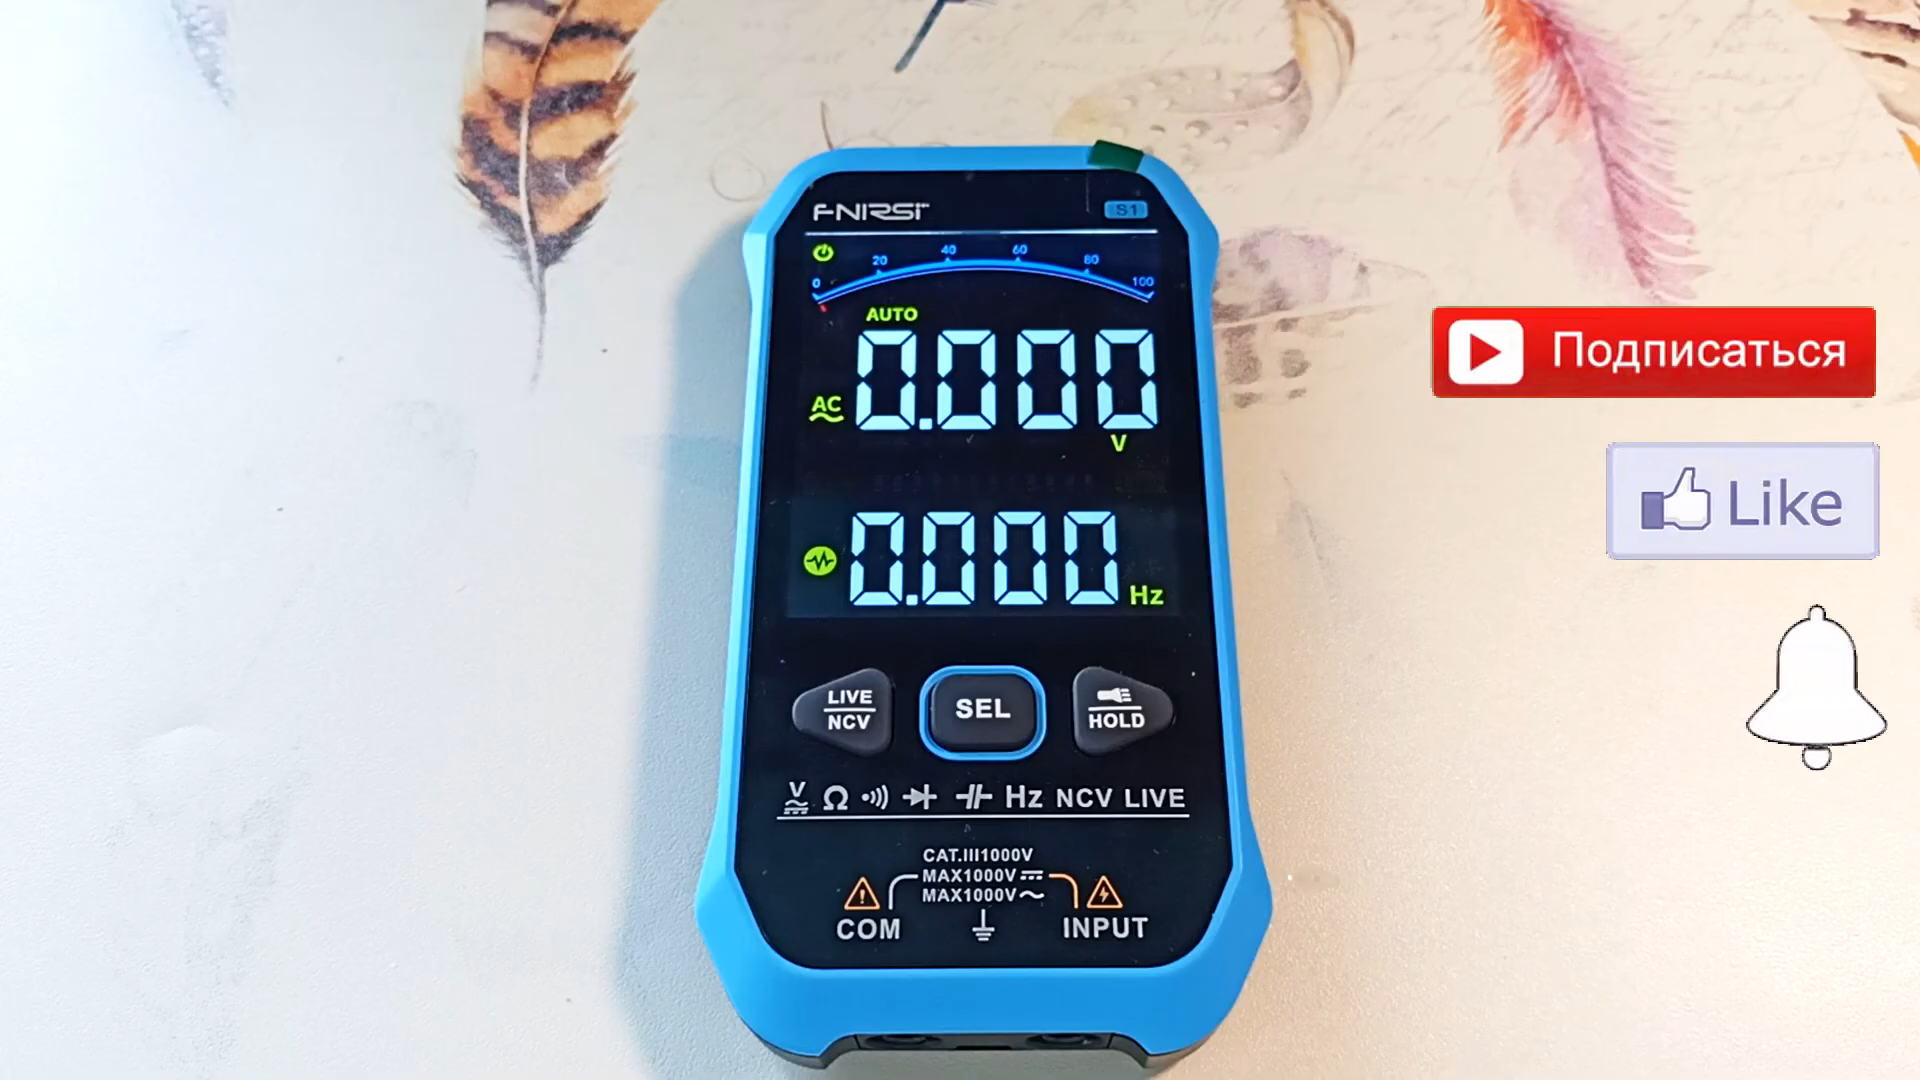 FNIRSI S1
0 20 40 60 80 100
AUTO
AC 0.000
V
0.000 Hz
LIVE
NCV
SEL
HOLD
V Ω Hz NCV LIVE
CAT.III1000V
MAX1000V
MAX1000V
COM INPUT
Подписаться
Like